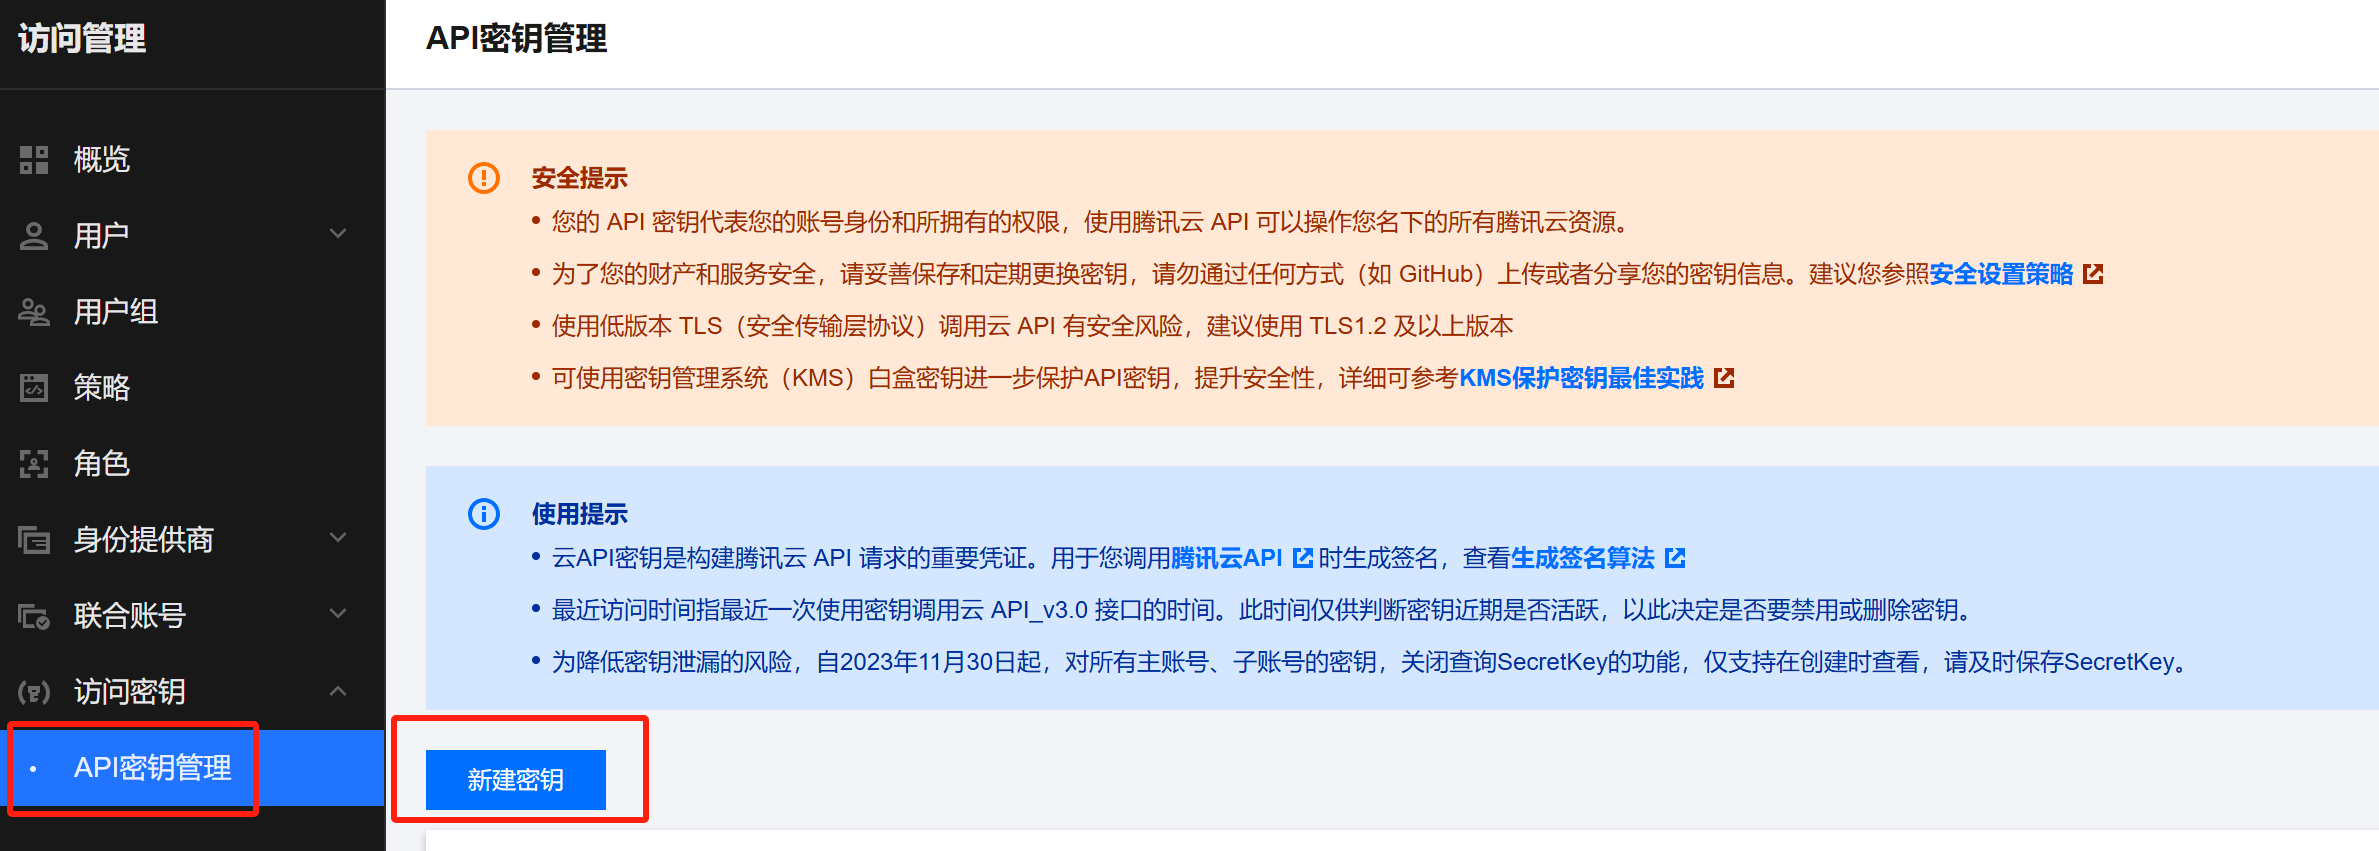 访问管理
概览
用户
用户组
策略
角色
身份提供商
联合账号
访问密钥
API密钥管理
API密钥管理
安全提示
您的 API 密钥代表您的账号身份和所拥有的权限，使用腾讯云 API 可以操作您名下的所有腾讯云资源。
为了您的财产和服务安全，请妥善保存和定期更换密钥，请勿通过任何方式（如 GitHub）上传或者分享您的密钥信息。建议您参照安全设置策略
使用低版本 TLS（安全传输层协议）调用云 API 有安全风险，建议使用 TLS1.2 及以上版本
可使用密钥管理系统（KMS）白盒密钥进一步保护API密钥，提升安全性，详细可参考KMS保护密钥最佳实践
使用提示
云API密钥是构建腾讯云 API 请求的重要凭证。用于您调用腾讯云API 时生成签名，查看生成签名算法
最近访问时间指最近一次使用密钥调用云 API_v3.0 接口的时间。此时间仅供判断密钥近期是否活跃，以此决定是否要禁用或删除密钥。
为降低密钥泄漏的风险，自2023年11月30日起，对所有主账号、子账号的密钥，关闭查询SecretKey的功能，仅支持在创建时查看，请及时保存SecretKey。
新建密钥